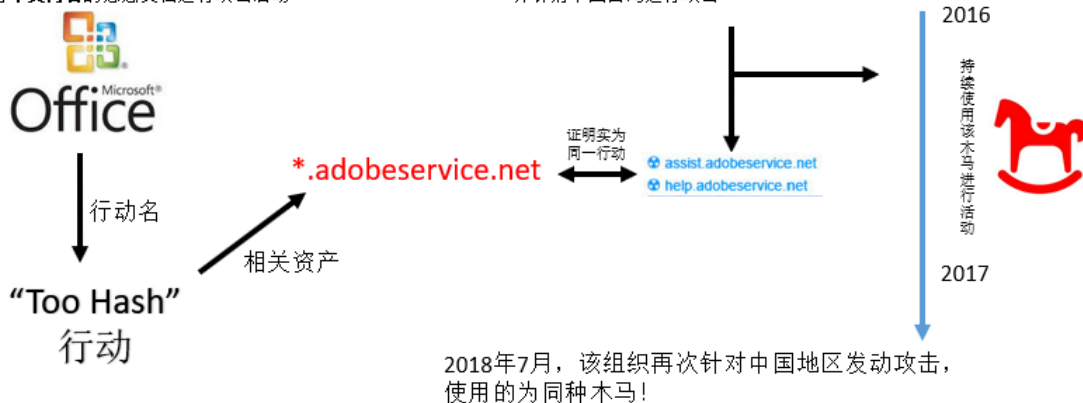 2016
Microsoft®
Office
持续使用该木马进行活动
证明实为
同一行动
*.adobeservice.net
assist.adobeservice.net
help.adobeservice.net
行动名
相关资产
2017
“Too Hash”
行动
2018年7月，该组织再次针对中国地区发动攻击，
使用的为同种木马！